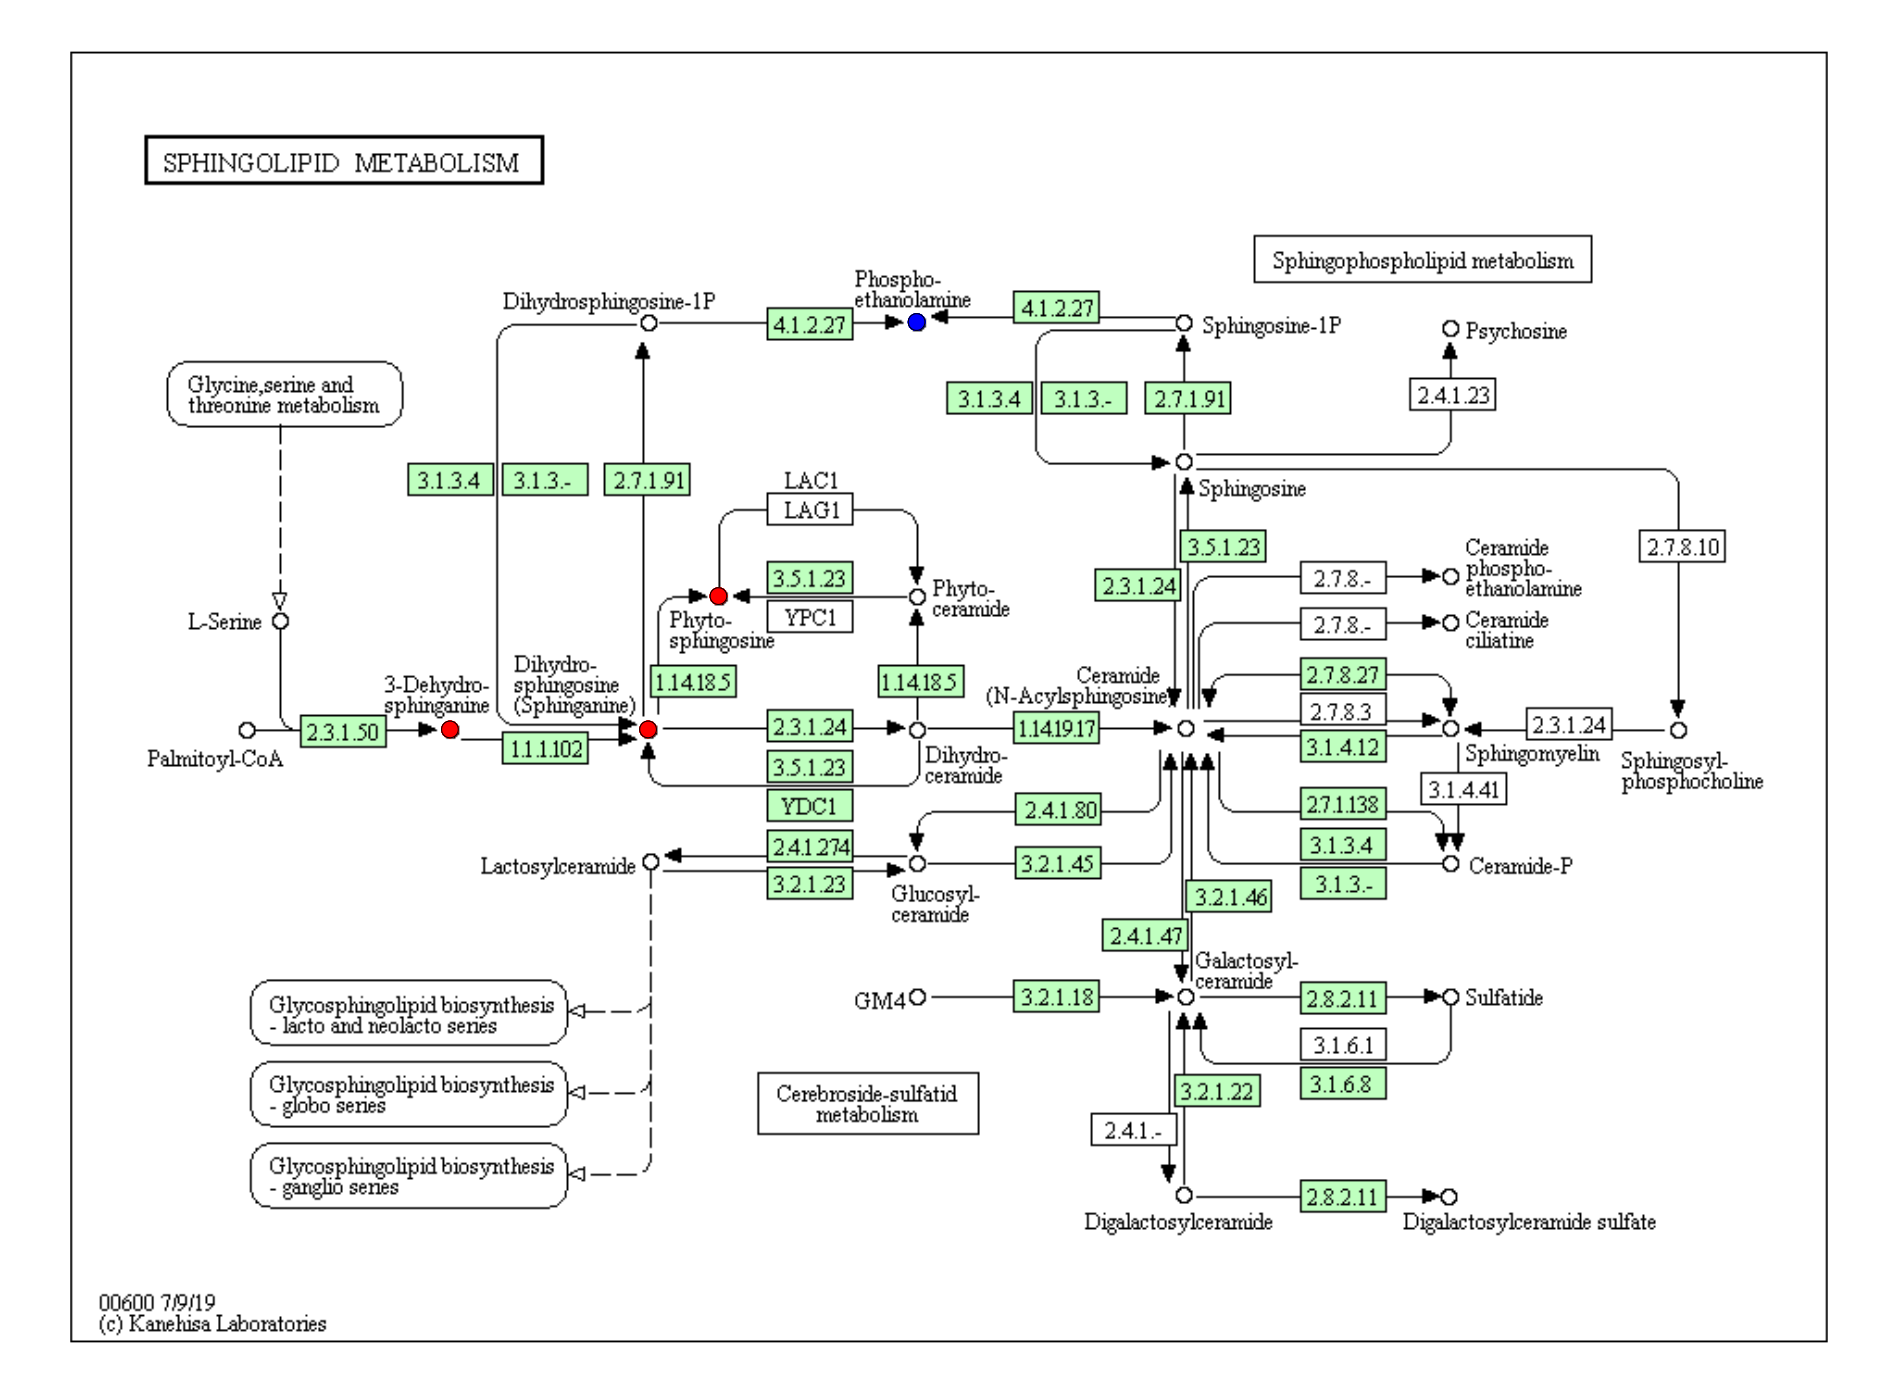 SPHINGOLIPID METABOLISM
Sphingophospholipid metabolism
Phospho-
ethanolamine
Dihydrosphingosine-1P
4.1.2.27
4.1.2.27
Sphingosine-1P
Psychosine
Glycine,serine and
threonine metabolism
3.1.3.4
3.1.3.-
2.7.1.91
2.4.1.23
3.1.3.4
3.1.3.-
2.7.1.91
LAC1
LAG1
Sphingosine
3.5.1.23
2.7.8.10
Ceramide
phospho-
ethanolamine
2.7.8.-
3.5.1.23
2.3.1.24
Phyto-
ceramide
YPC1
L-Serine
Phyto-
sphingosine
2.7.8.-
Ceramide
ciliatine
3-Dehydro-
sphinganine
Dihydro-
sphingosine
(Sphinganine)
1.14.18.5
1.14.18.5
Ceramide
(N-Acylsphingosine)
2.7.8.27
2.7.8.3
2.3.1.50
1.1.1.102
2.3.1.24
1.14.19.17
3.1.4.12
2.3.1.24
Palmitoyl-CoA
3.5.1.23
Dihydro-
ceramide
Sphingomyelin
Sphingosyl-
phosphocholine
3.1.4.41
YDC1
2.4.1.80
2.7.1.138
2.4.1.274
3.1.3.4
Lactosylceramide
3.2.1.23
3.2.1.45
Ceramide-P
3.1.3.-
Glucosyl-
ceramide
3.2.1.46
2.4.1.47
Galactosyl-
ceramide
GM4
3.2.1.18
2.8.2.11
Sulfatide
Glycosphingolipid biosynthesis
- lacto and neolacto series
3.1.6.1
3.1.6.8
Glycosphingolipid biosynthesis
- globo series
Cerebroside-sulfatid
metabolism
3.2.1.22
2.4.1.-
Glycosphingolipid biosynthesis
- ganglio series
2.8.2.11
Digalactosylceramide
Digalactosylceramide sulfate
00600 7/9/19
(c) Kanehisa Laboratories